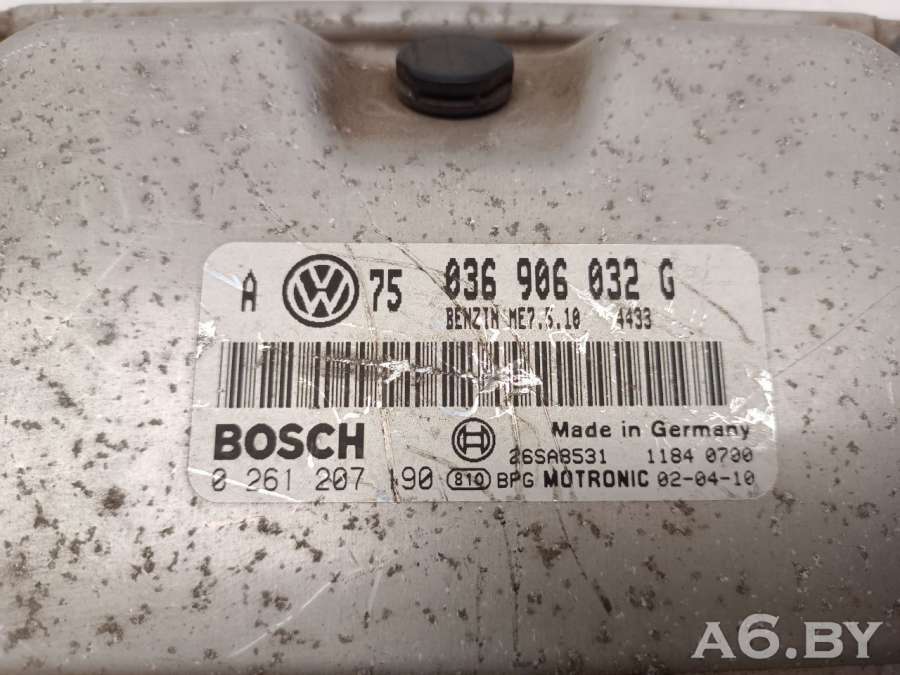 A VW 75 036 906 032 G
BENZIN ME7.5.10 4433
BOSCH
Made in Germany
26SA8531 1184 0700
0 261 207 190 810 BPG MOTRONIC 02-04-10
A6.BY